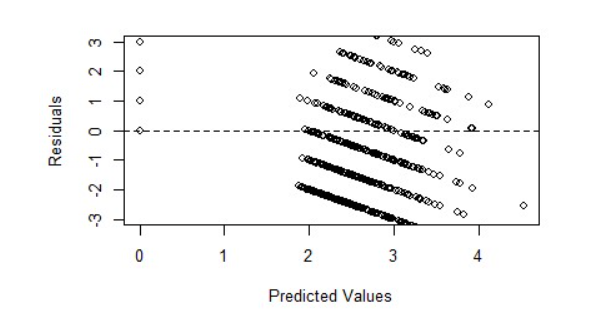 3
2
1
0
-1
-2
-3
Residuals
0 1 2 3 4
Predicted Values